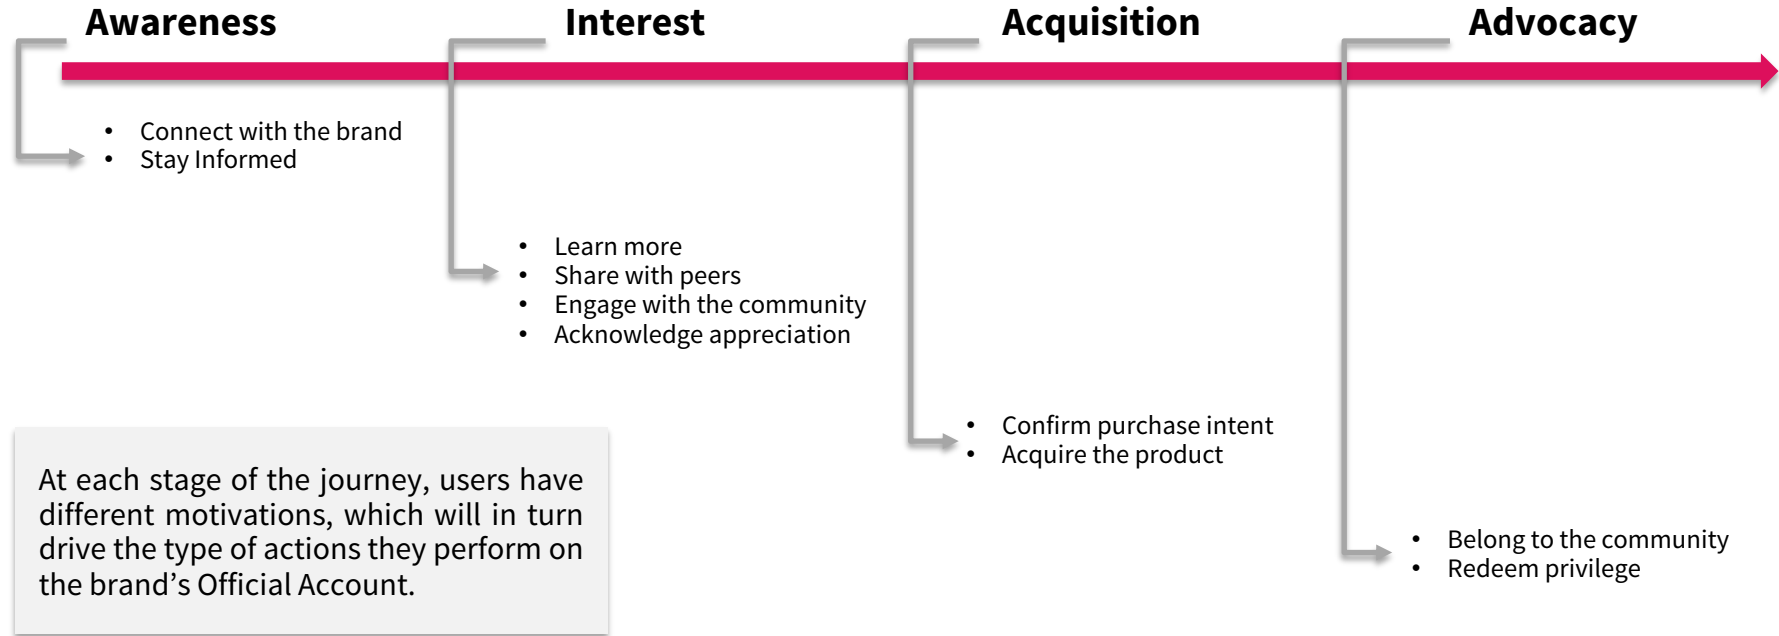 Awareness
Interest
Acquisition
Advocacy
• Connect with the brand
• Stay Informed
• Learn more
• Share with peers
• Engage with the community
• Acknowledge appreciation
• Confirm purchase intent
• Acquire the product
At each stage of the journey, users have
different motivations, which will in turn
drive the type of actions they perform on
the brand’s Official Account.
• Belong to the community
• Redeem privilege